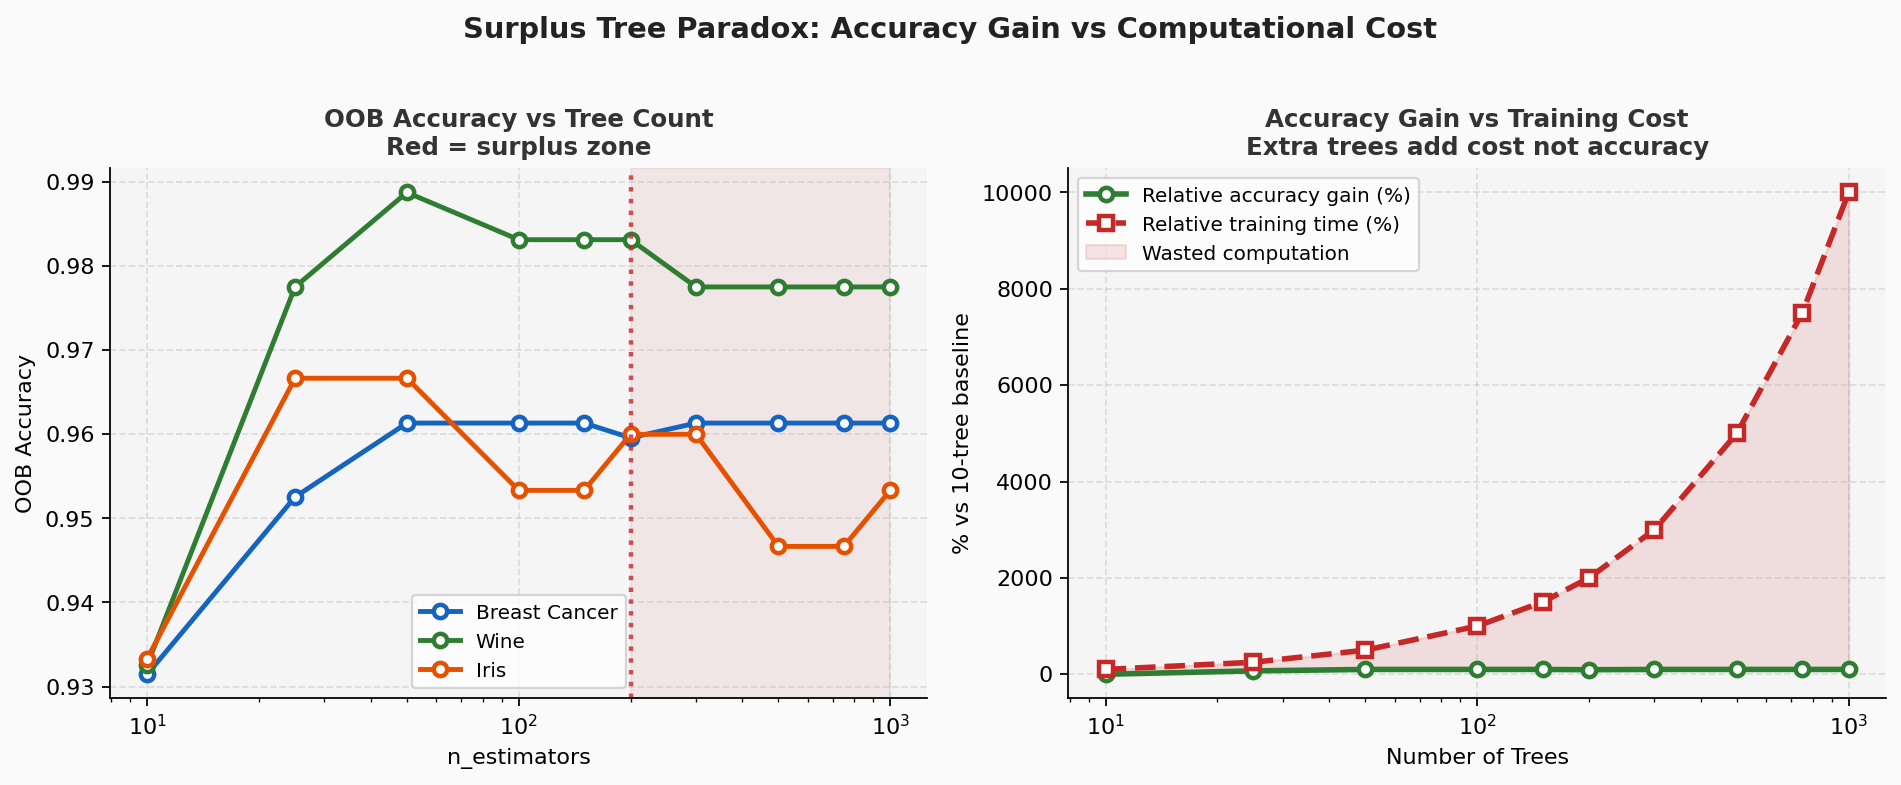 Surplus Tree Paradox: Accuracy Gain vs Computational Cost
OOB Accuracy vs Tree Count
Red = surplus zone
OOB Accuracy
0.99
0.98
0.97
0.96
0.95
0.94
0.93
Breast Cancer
Wine
Iris
10¹
10²
10³
n_estimators
Accuracy Gain vs Training Cost
Extra trees add cost not accuracy
% vs 10-tree baseline
10000
8000
6000
4000
2000
0
Relative accuracy gain (%)
Relative training time (%)
Wasted computation
10¹
10²
10³
Number of Trees